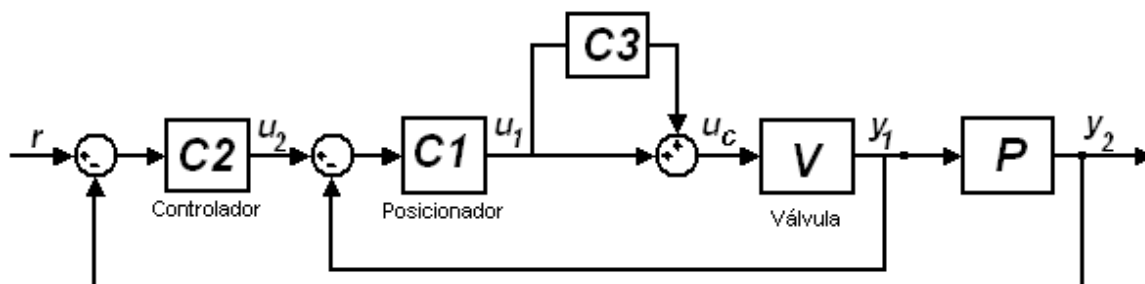 C3
r
C2
u2
C1
u1
uc
V
y1
P
y2
Controlador
Posicionador
Válvula